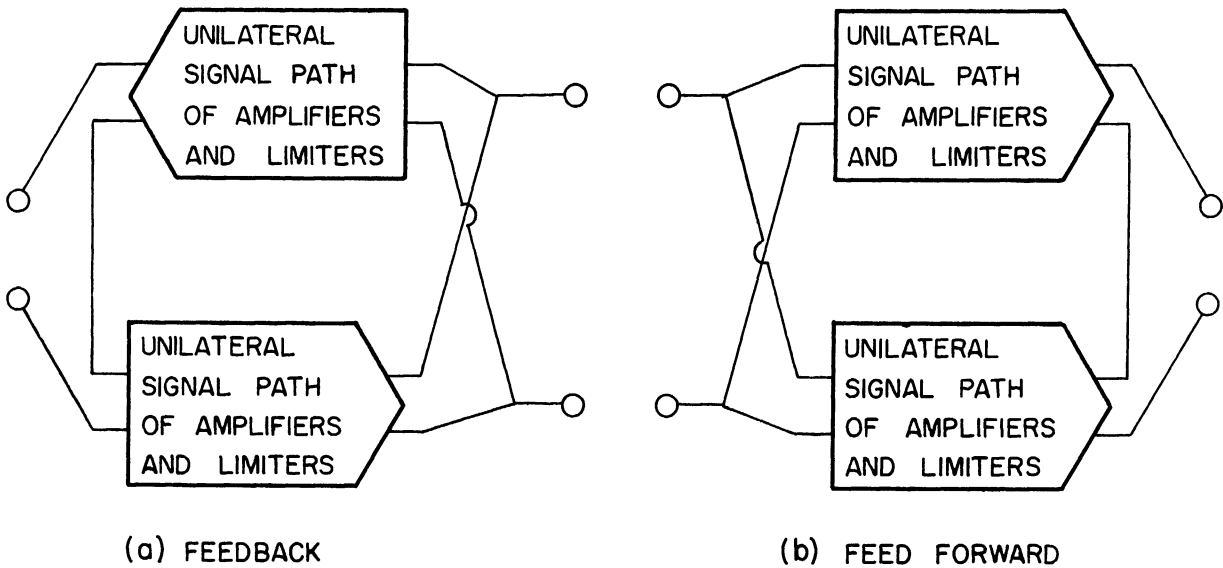 UNILATERAL
SIGNAL PATH
OF AMPLIFIERS
AND LIMITERS
UNILATERAL
SIGNAL PATH
OF AMPLIFIERS
AND LIMITERS
(a) FEEDBACK
UNILATERAL
SIGNAL PATH
OF AMPLIFIERS
AND LIMITERS
UNILATERAL
SIGNAL PATH
OF AMPLIFIERS
AND LIMITERS
(b) FEED FORWARD